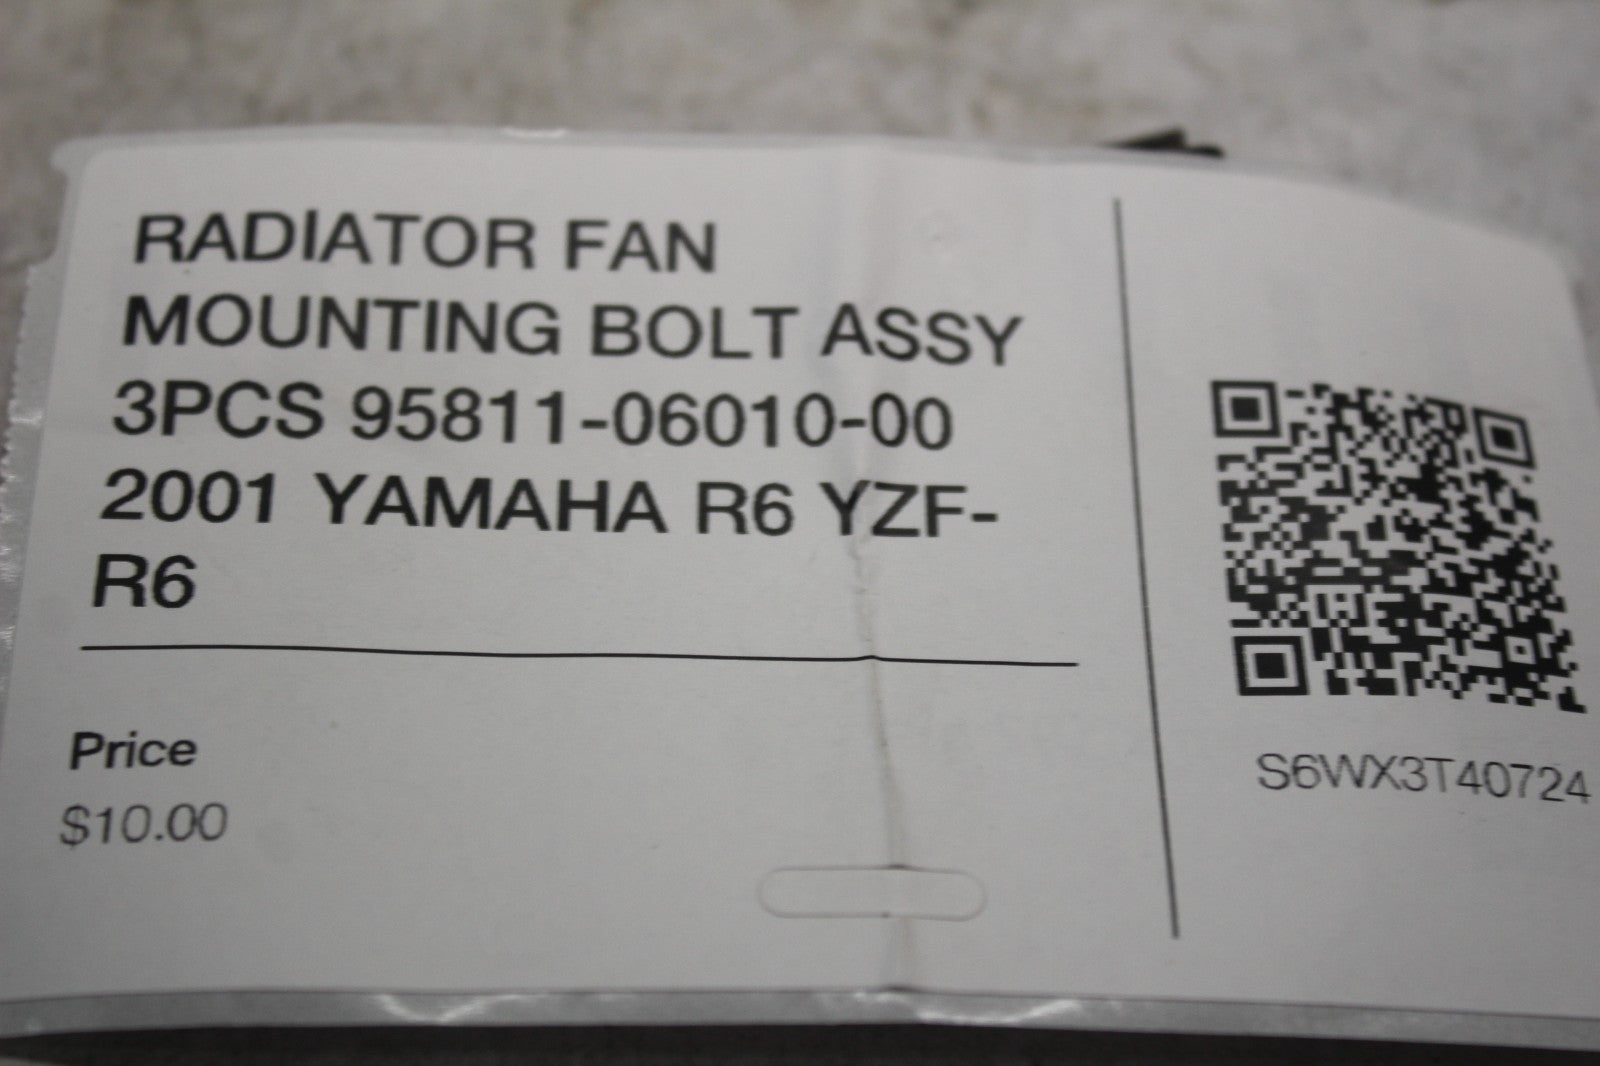 RADIATOR FAN
MOUNTING BOLT ASSY
3PCS 95811-06010-00
2001 YAMAHA R6 YZF-
R6
Price
$10.00
S6WX3T40724